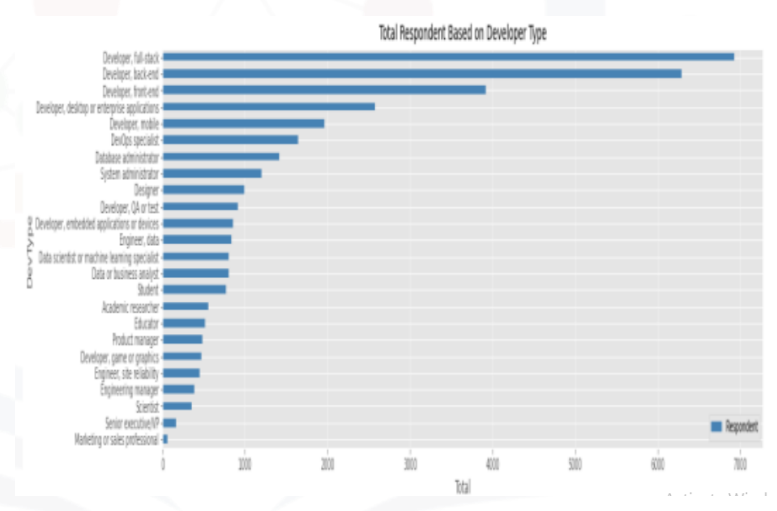 Total Respondent Based on Developer Type
Developer, full-stack
Developer, back-end
Developer, front-end
Developer, desktop or enterprise applications
Developer, mobile
DevOps specialist
Database administrator
System administrator
Designer
Developer, QA or test
Developer, embedded applications or devices
Engineer, data
Data scientist or machine learning specialist
Data or business analyst
Student
Academic researcher
Educator
Product manager
Developer, game or graphics
Engineer, site reliability
Engineering manager
Scientist
Senior executive/VP
Marketing or sales professional
DevType
Respondent
0 1000 2000 3000 4000 5000 6000 7000
Total